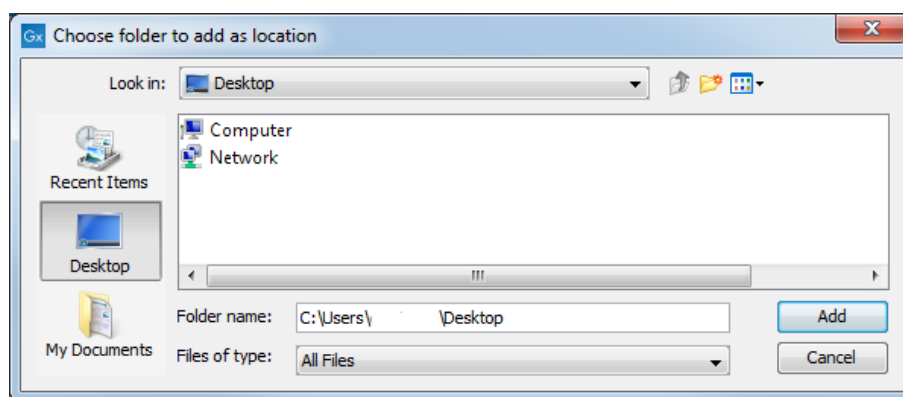 Gx Choose folder to add as location
Look in: Desktop
Computer
Network
Recent Items
Desktop
My Documents
Folder name: C:\Users\ \Desktop
Add
Files of type: All Files
Cancel